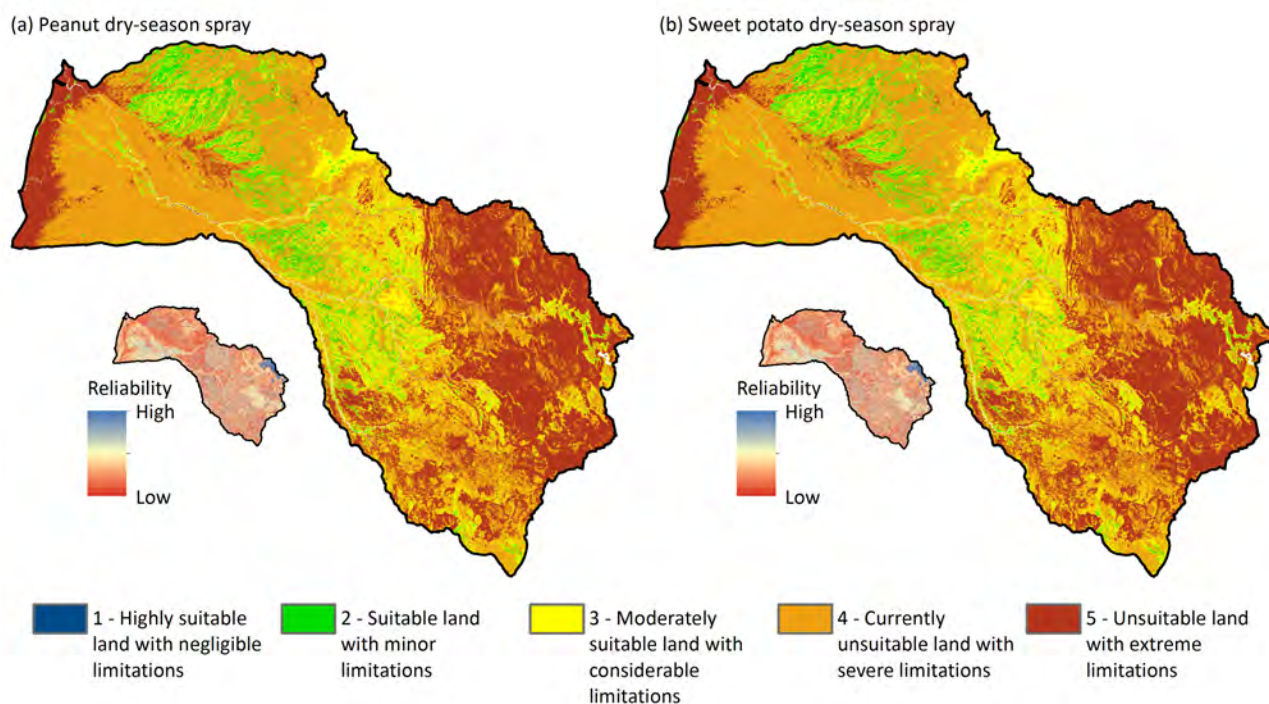 (a) Peanut dry-season spray
(b) Sweet potato dry-season spray
Reliability
High
Low
Reliability
High
Low
1 - Highly suitable
land with negligible
limitations
2 - Suitable land
with minor
limitations
3 - Moderately
suitable land with
considerable
limitations
4 - Currently
unsuitable land with
severe limitations
5 - Unsuitable land
with extreme
limitations